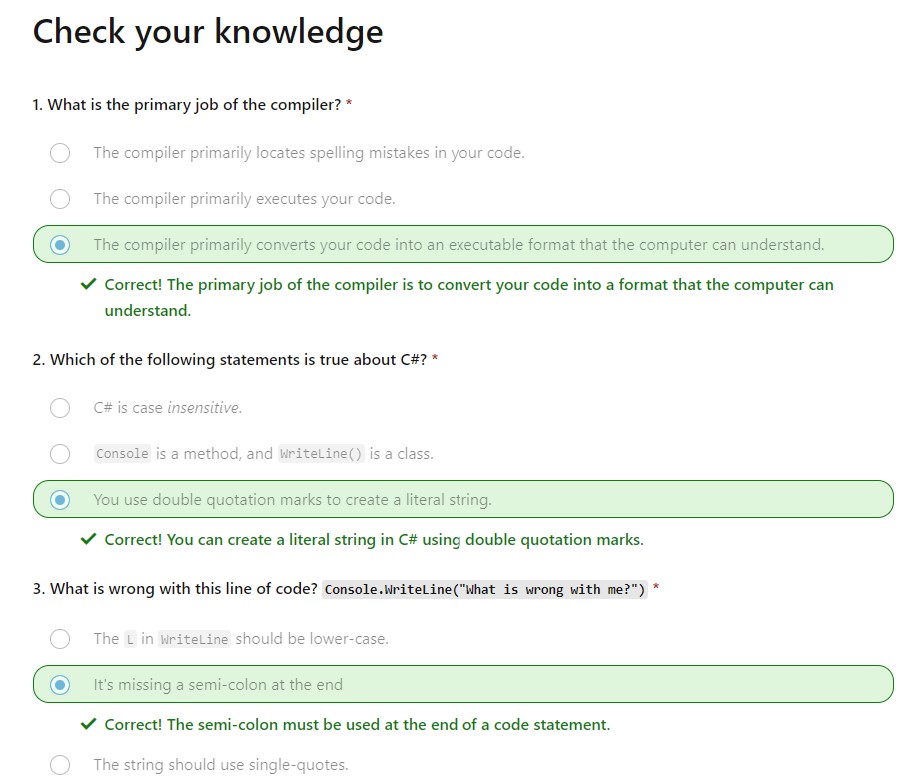 Check your knowledge
1. What is the primary job of the compiler? *
The compiler primarily locates spelling mistakes in your code.
The compiler primarily executes your code.
The compiler primarily converts your code into an executable format that the computer can understand.
Correct! The primary job of the compiler is to convert your code into a format that the computer can
understand.
2. Which of the following statements is true about C#? *
C# is case insensitive.
Console is a method, and WriteLine() is a class.
You use double quotation marks to create a literal string.
Correct! You can create a literal string in C# using double quotation marks.
3. What is wrong with this line of code? Console.WriteLine("What is wrong with me?") *
The L in WriteLine should be lower-case.
It's missing a semi-colon at the end
Correct! The semi-colon must be used at the end of a code statement.
The string should use single-quotes.